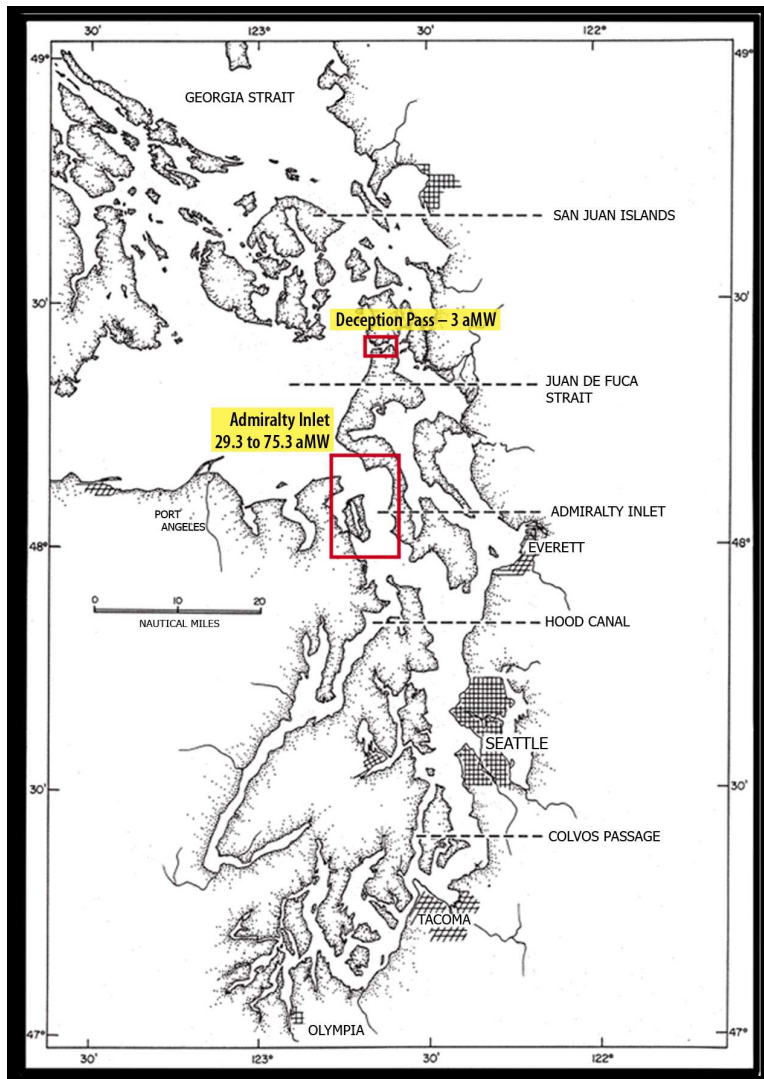 30'
123°
30'
122°
49°
49°
GEORGIA STRAIT
SAN JUAN ISLANDS
30'
30'
Deception Pass – 3 aMW
JUAN DE FUCA
STRAIT
Admiralty Inlet
29.3 to 75.3 aMW
PORT
ANGELES
ADMIRALTY INLET
48°
48°
EVERETT
0
10
20
NAUTICAL MILES
HOOD CANAL
SEATTLE
30'
30'
COLVOS PASSAGE
TACOMA
OLYMPIA
47°
47°
30'
123°
30'
122°